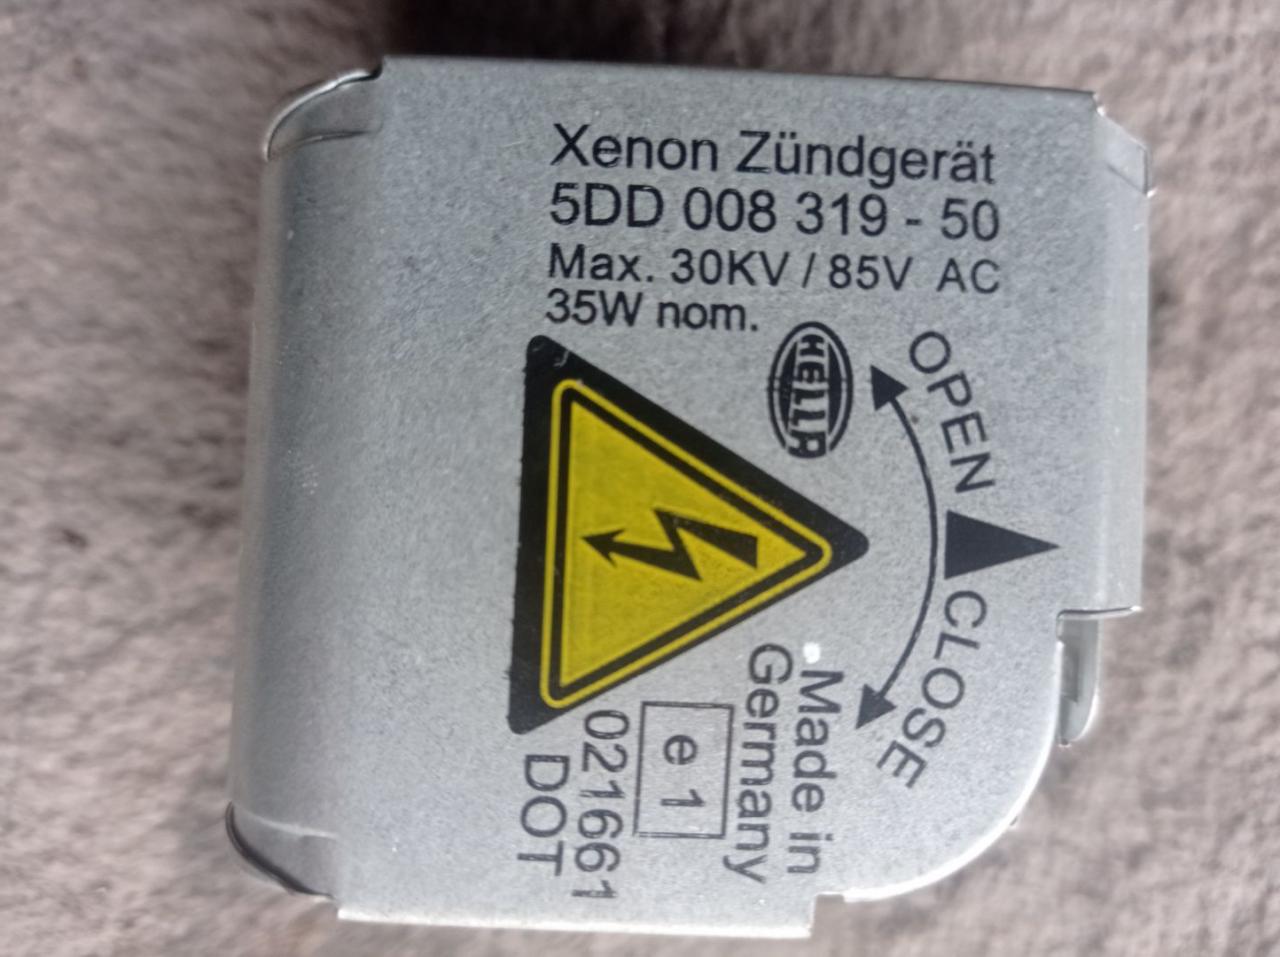 Xenon Zündgerät
5DD 008 319 - 50
Max. 30KV / 85V AC
35W nom.
HELLA
OPEN
CLOSE
Made in
Germany
e 1
021661
DOT